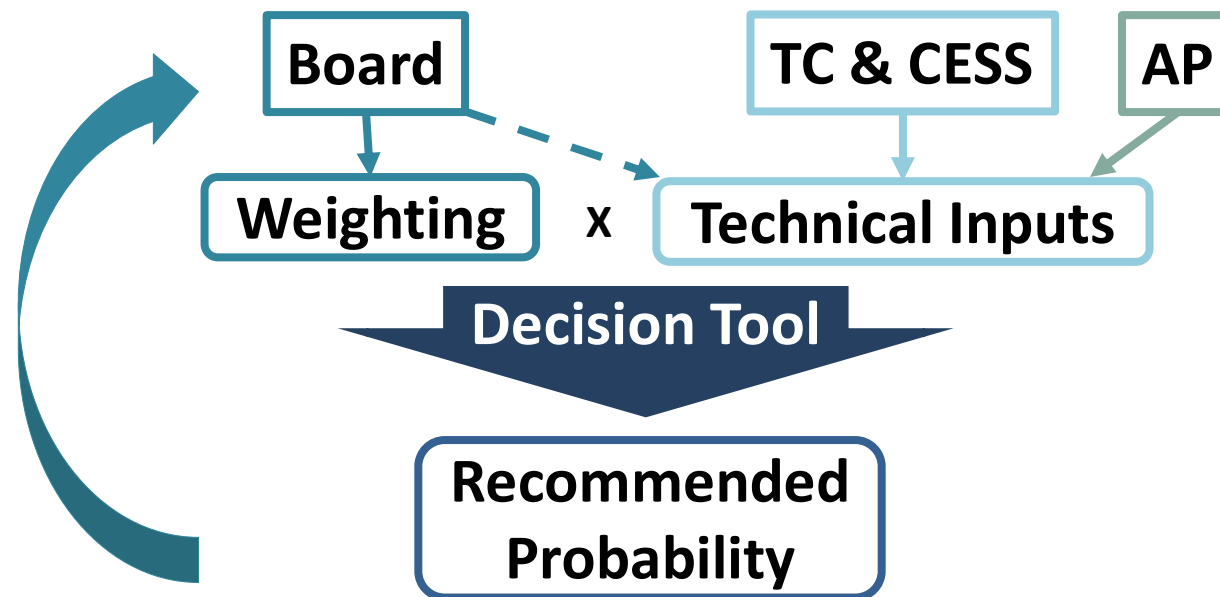 Board
TC & CESS
AP
Weighting
X
Technical Inputs
Decision Tool
Recommended
Probability